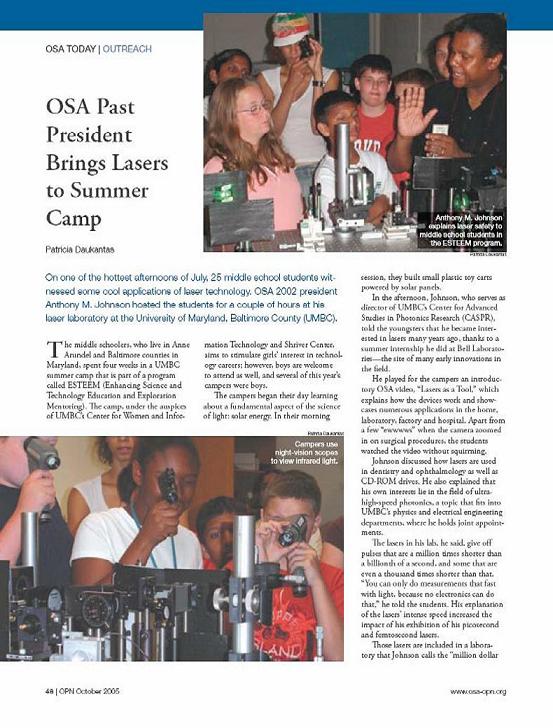 OSA TODAY | OUTREACH
OSA Past
President
Brings Lasers
to Summer
Camp
Patricia Daukantas
Anthony M. Johnson
explains laser safety to
middle school students in
the ESTEEM program.
Patricia Daukantas
On one of the hottest afternoons of July, 25 middle school students wit-
nessed some cool applications of laser technology. OSA 2002 president
Anthony M. Johnson hosted the students for a couple of hours at his
laser laboratory at the University of Maryland, Baltimore County (UMBC).
The middle schoolers, who live in Anne
Arundel and Baltimore counties in
Maryland, spent four weeks in a UMBC
summer camp that is part of a program
called ESTEEM (Enhancing Science and
Technology Education and Exploration
Mentoring). The camp, under the auspices
of UMBC's Center for Women and Infor-
mation Technology and Shriver Center,
aims to stimulate girls' interest in technol-
ogy careers; however, boys are welcome
to attend as well, and several of this year's
campers were boys.
The campers began their day learning
about a fundamental aspect of the science
of light: solar energy. In their morning
Patricia Daukantas
Campers use
night-vision scopes
to view infrared light.
session, they built small plastic toy carts
powered by solar panels.
In the afternoon, Johnson, who serves as
director of UMBC's Center for Advanced
Studies in Photonics Research (CASPR),
told the youngsters that he became inter-
ested in lasers many years ago, thanks to a
summer internship he did at Bell Laborato-
ries—the site of many early innovations in
the field.
He played for the campers an introduc-
tory OSA video, "Lasers as a Tool," which
explains how the devices work and show-
cases numerous applications in the home,
laboratory, factory and hospital. Apart from
a few "ewwwws" when the camera zoomed
in on surgical procedures, the students
watched the video without squirming.
Johnson discussed how lasers are used
in dentistry and ophthalmology as well as
CD-ROM drives. He also explained that
his own interests lie in the field of ultra-
high-speed photonics, a topic that fits into
UMBC's physics and electrical engineering
departments, where he holds joint appoint-
ments.
The lasers in his lab, he said, give off
pulses that are a million times shorter than
a billionth of a second, and some that are
even a thousand times shorter than that.
"You can only do measurements that fast
with light, because no electronics can do
that," he told the students. His explanation
of the lasers' intense speed increased the
impact of his exhibition of his picosecond
and femtosecond lasers.
Those lasers are included in a labora-
tory that Johnson calls the "million dollar
48 | OPN October 2005
www.osa-opn.org